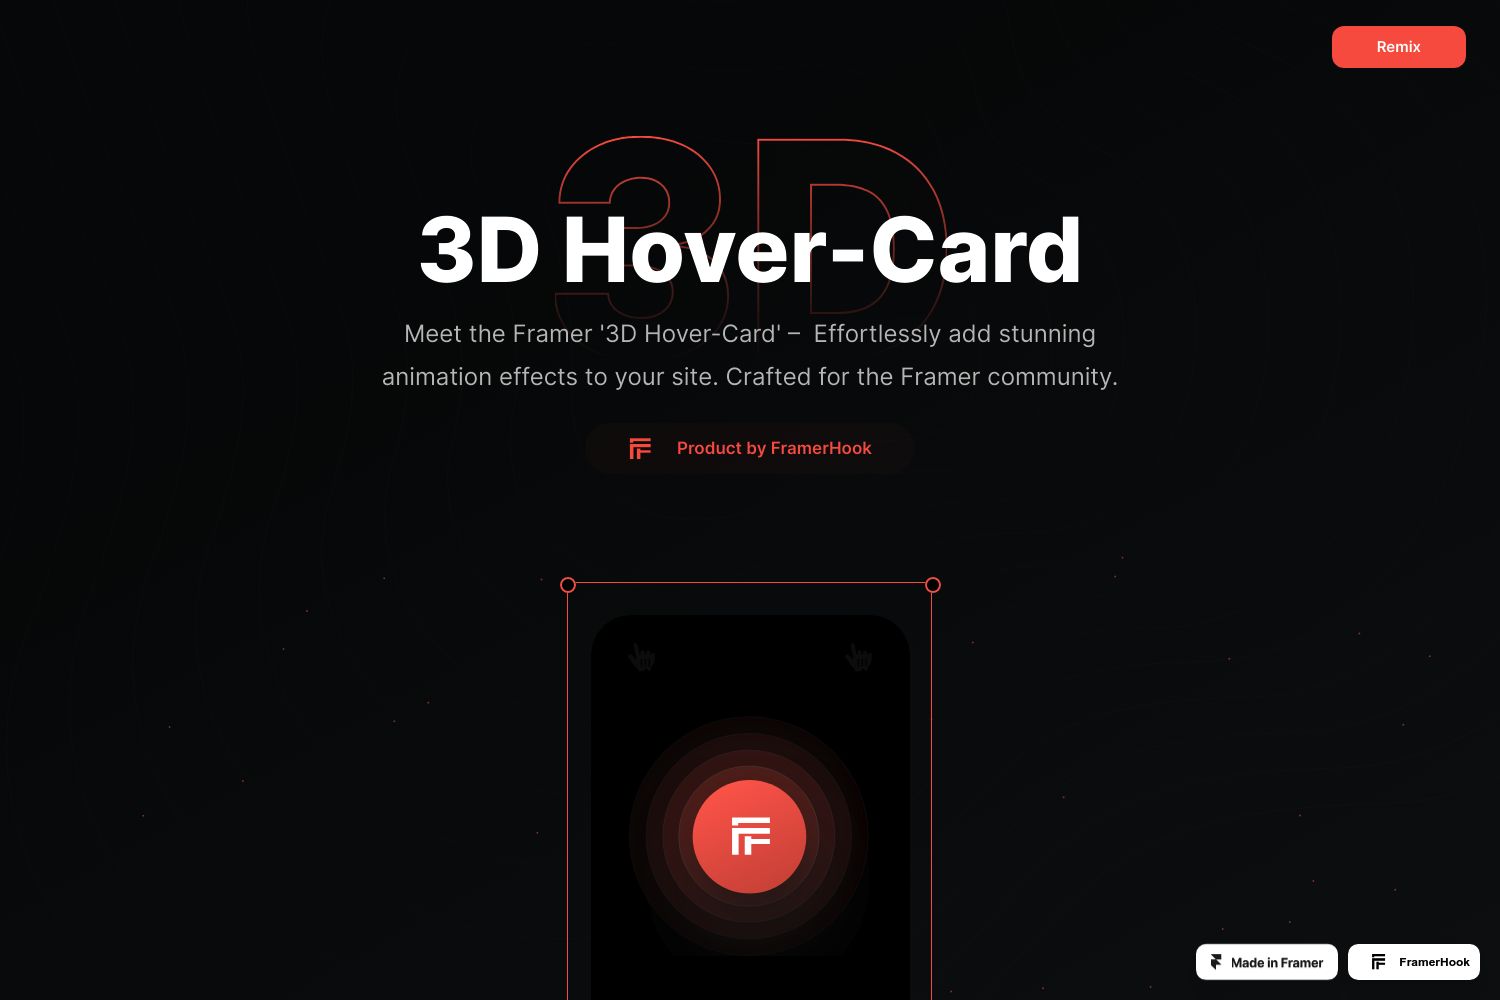 Remix
3D
3D Hover-Card
Meet the Framer '3D Hover-Card' – Effortlessly add stunning
animation effects to your site. Crafted for the Framer community.
Product by FramerHook
Made in Framer
FramerHook